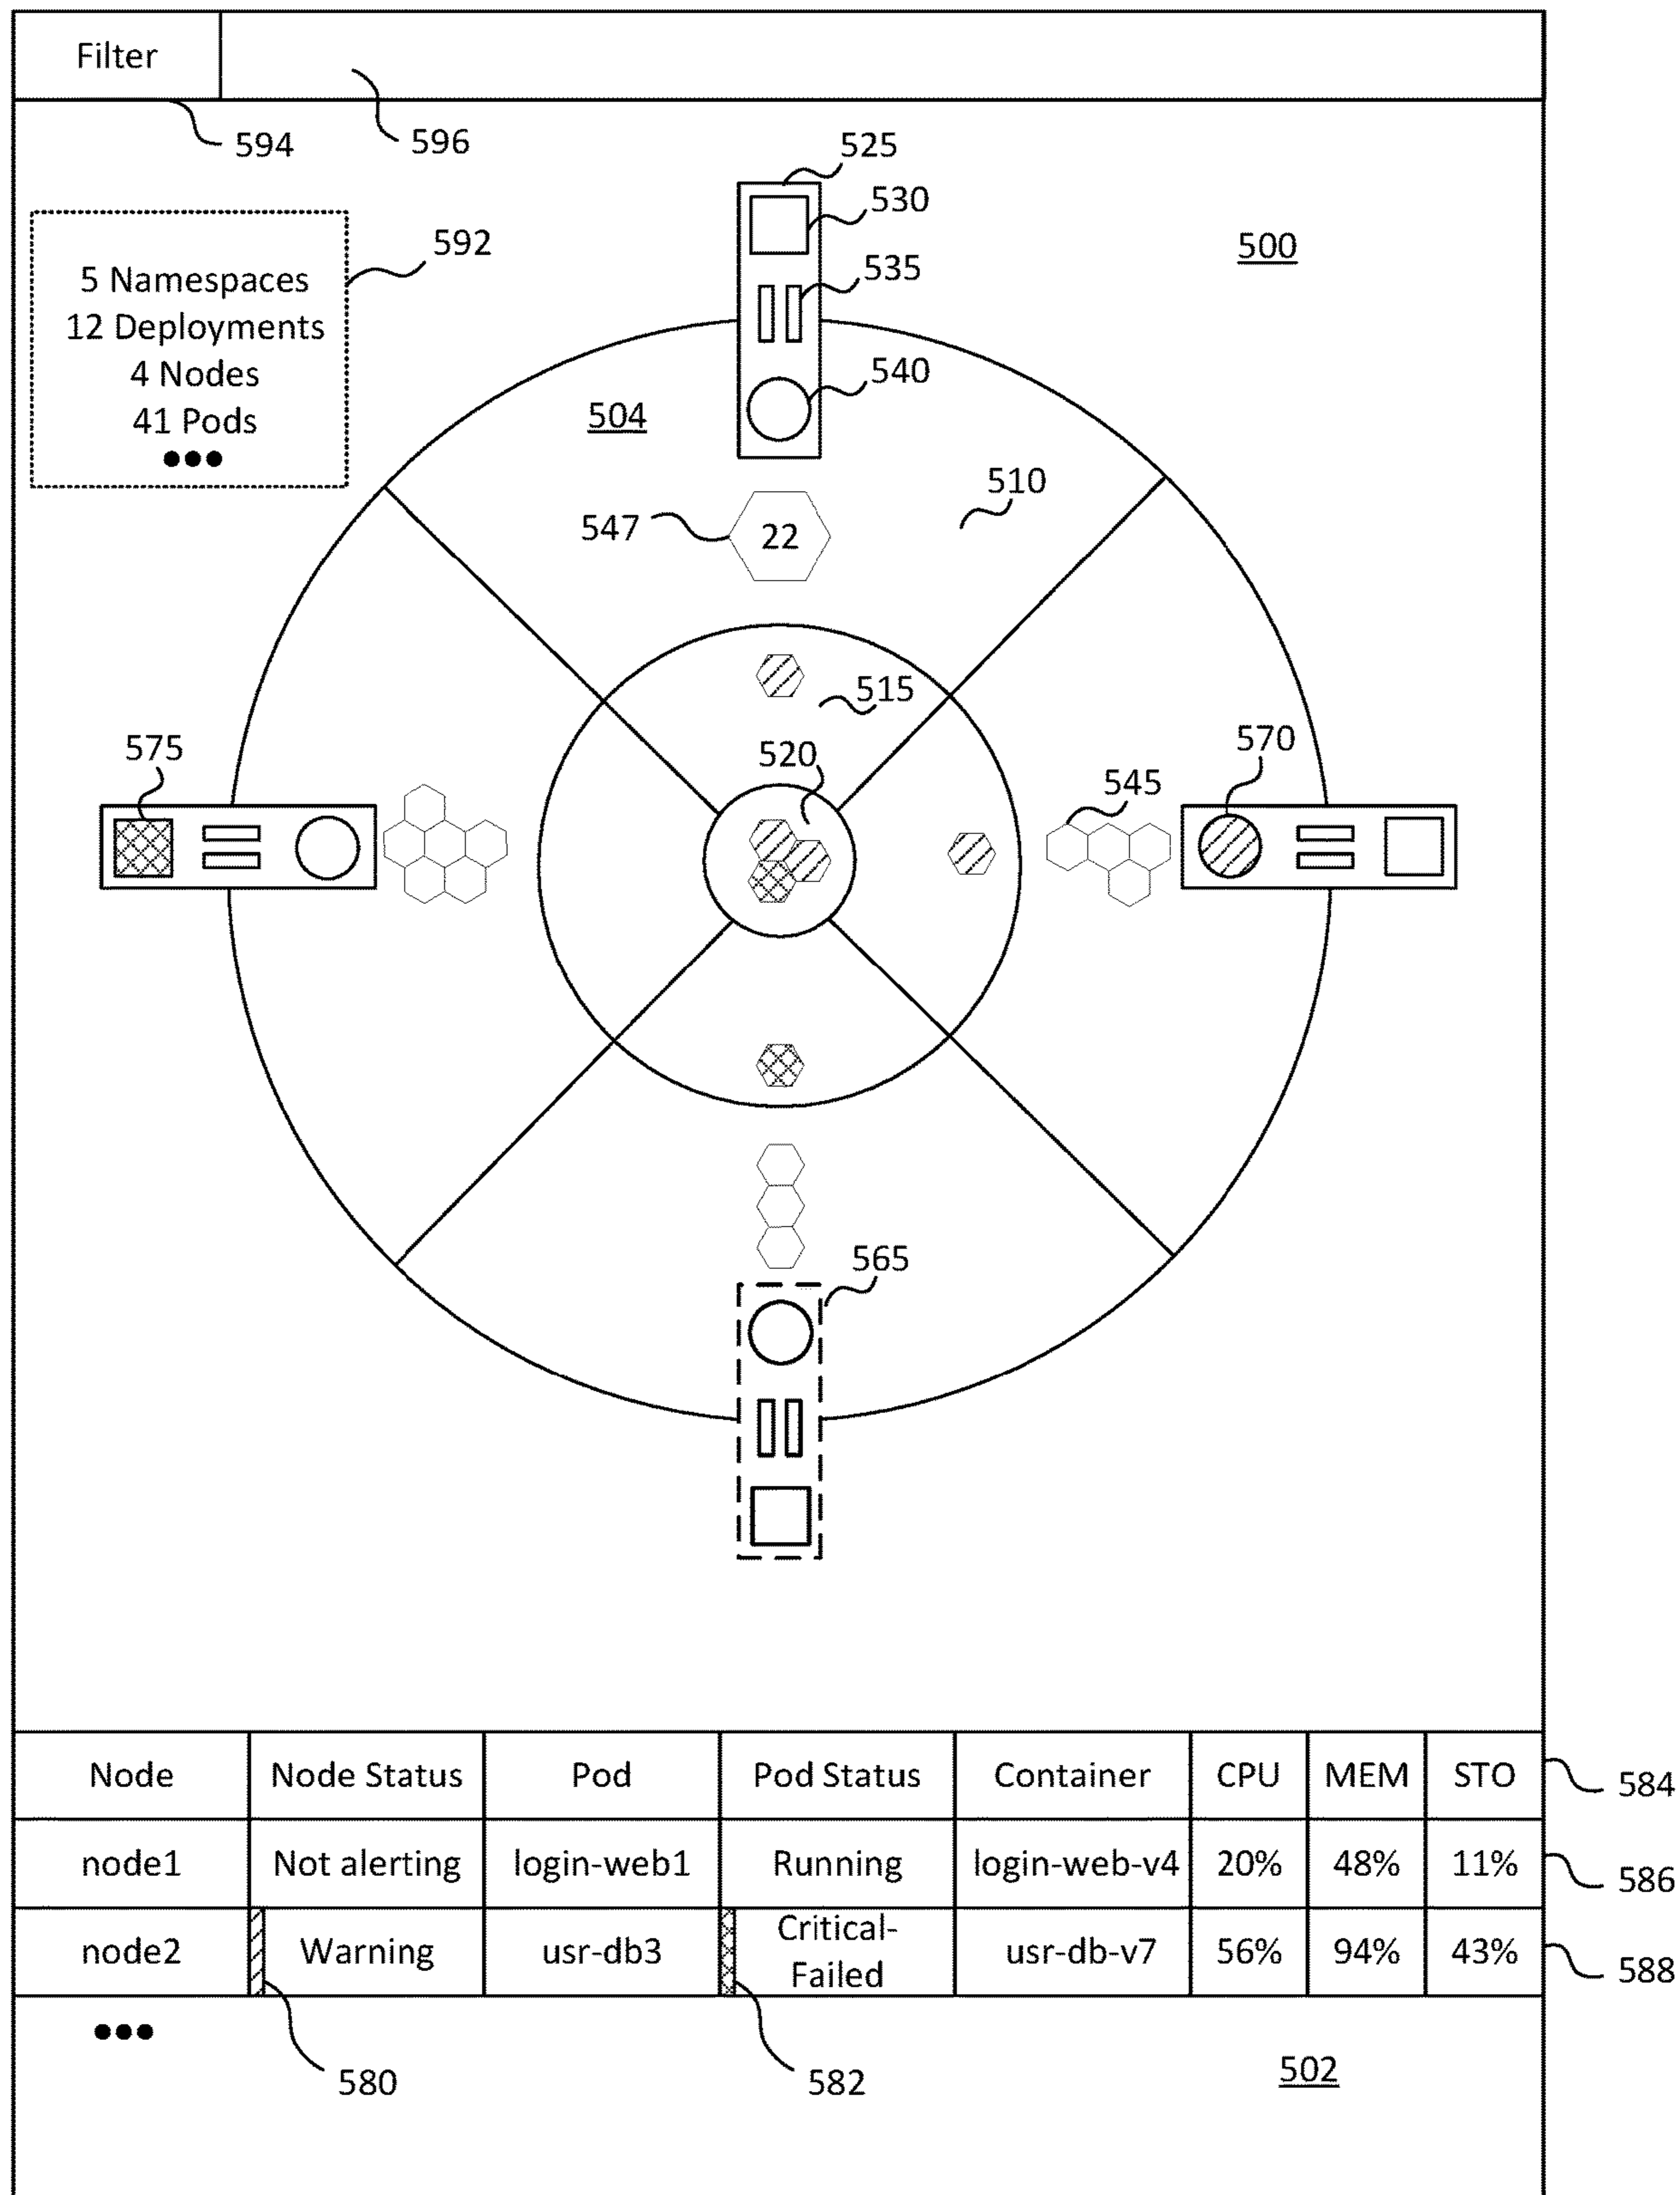 Filter
594
596
525
530
592
500
5 Namespaces
535
12 Deployments
4 Nodes
540
41 Pods
504
●●●
510
547
22
515
575
520
570
545
565
Node Node Status Pod Pod Status Container CPU MEM STO
584
node1 Not alerting login-web1 Running login-web-v4 20% 48% 11%
586
node2 Warning usr-db3 Critical-
Failed usr-db-v7 56% 94% 43%
588
●●●
580
582
502